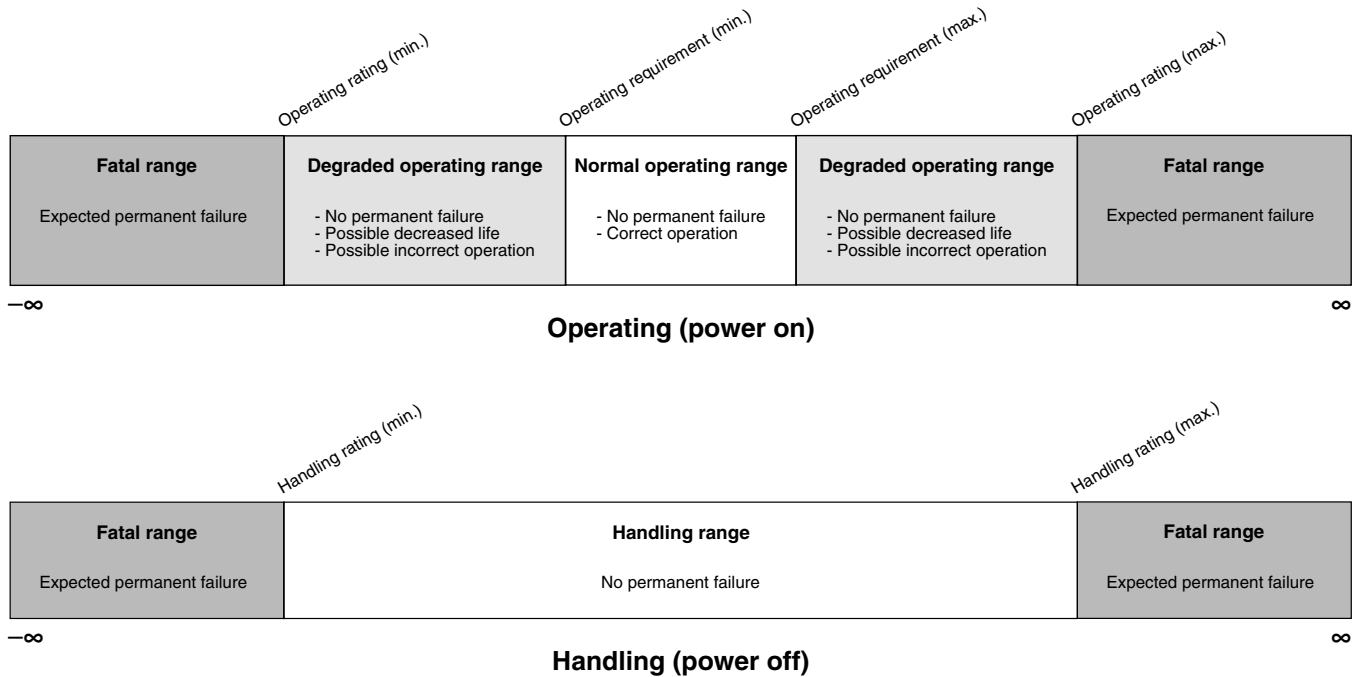 Operating rating (min.)
Operating requirement (min.)
Operating requirement (max.)
Operating rating (max.)
Fatal range
Degraded operating range
Normal operating range
Degraded operating range
Fatal range
Expected permanent failure
- No permanent failure
- Possible decreased life
- Possible incorrect operation
- No permanent failure
- Correct operation
- No permanent failure
- Possible decreased life
- Possible incorrect operation
Expected permanent failure
–∞
∞
Operating (power on)
Handling rating (min.)
Handling rating (max.)
Fatal range
Handling range
Fatal range
Expected permanent failure
No permanent failure
Expected permanent failure
–∞
∞
Handling (power off)